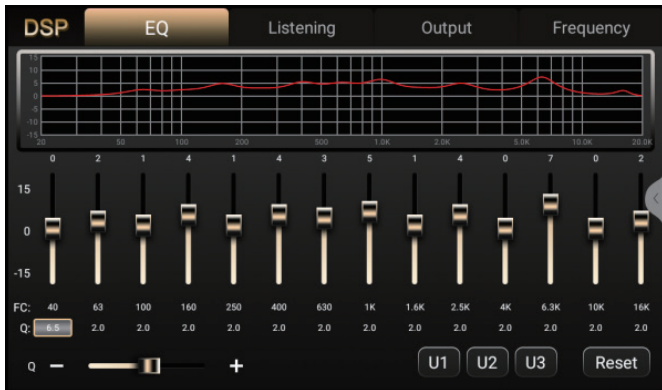 DSP EQ Listening Output Frequency
15
10
5
0
-5
-10
-15
20 50 100 200 500 1.0K 2.0K 5.0K 10.0K 20.0K
0 2 1 4 1 4 3 5 1 4 0 7 0 2
15
0
-15
FC: 40 63 100 160 250 400 630 1K 1.6K 2.5K 4K 6.3K 10K 16K
Q: 6.5 2.0 2.0 2.0 2.0 2.0 2.0 2.0 2.0 2.0 2.0 2.0 2.0 2.0
Q − + U1 U2 U3 Reset